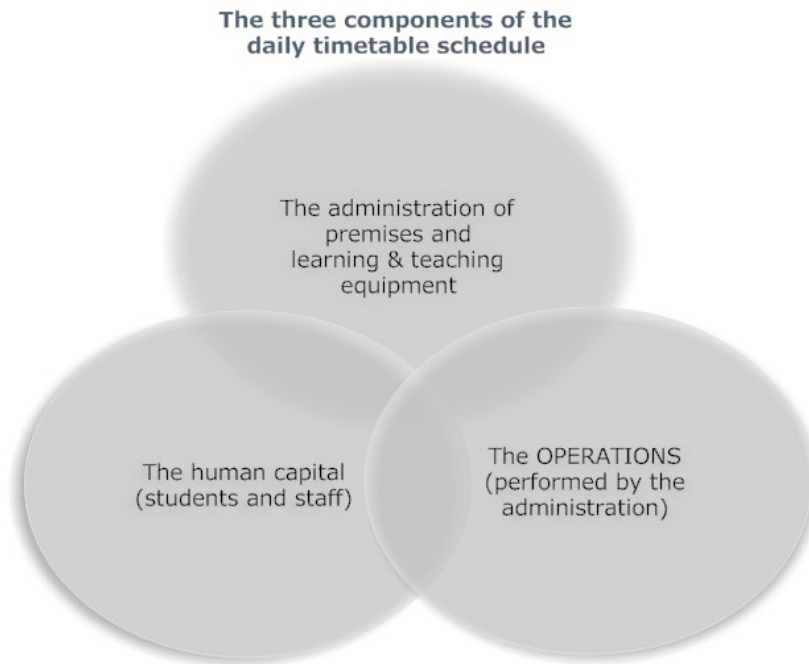 The three components of the
daily timetable schedule
The administration of
premises and
learning & teaching
equipment
The human capital
(students and staff)
The OPERATIONS
(performed by the
administration)